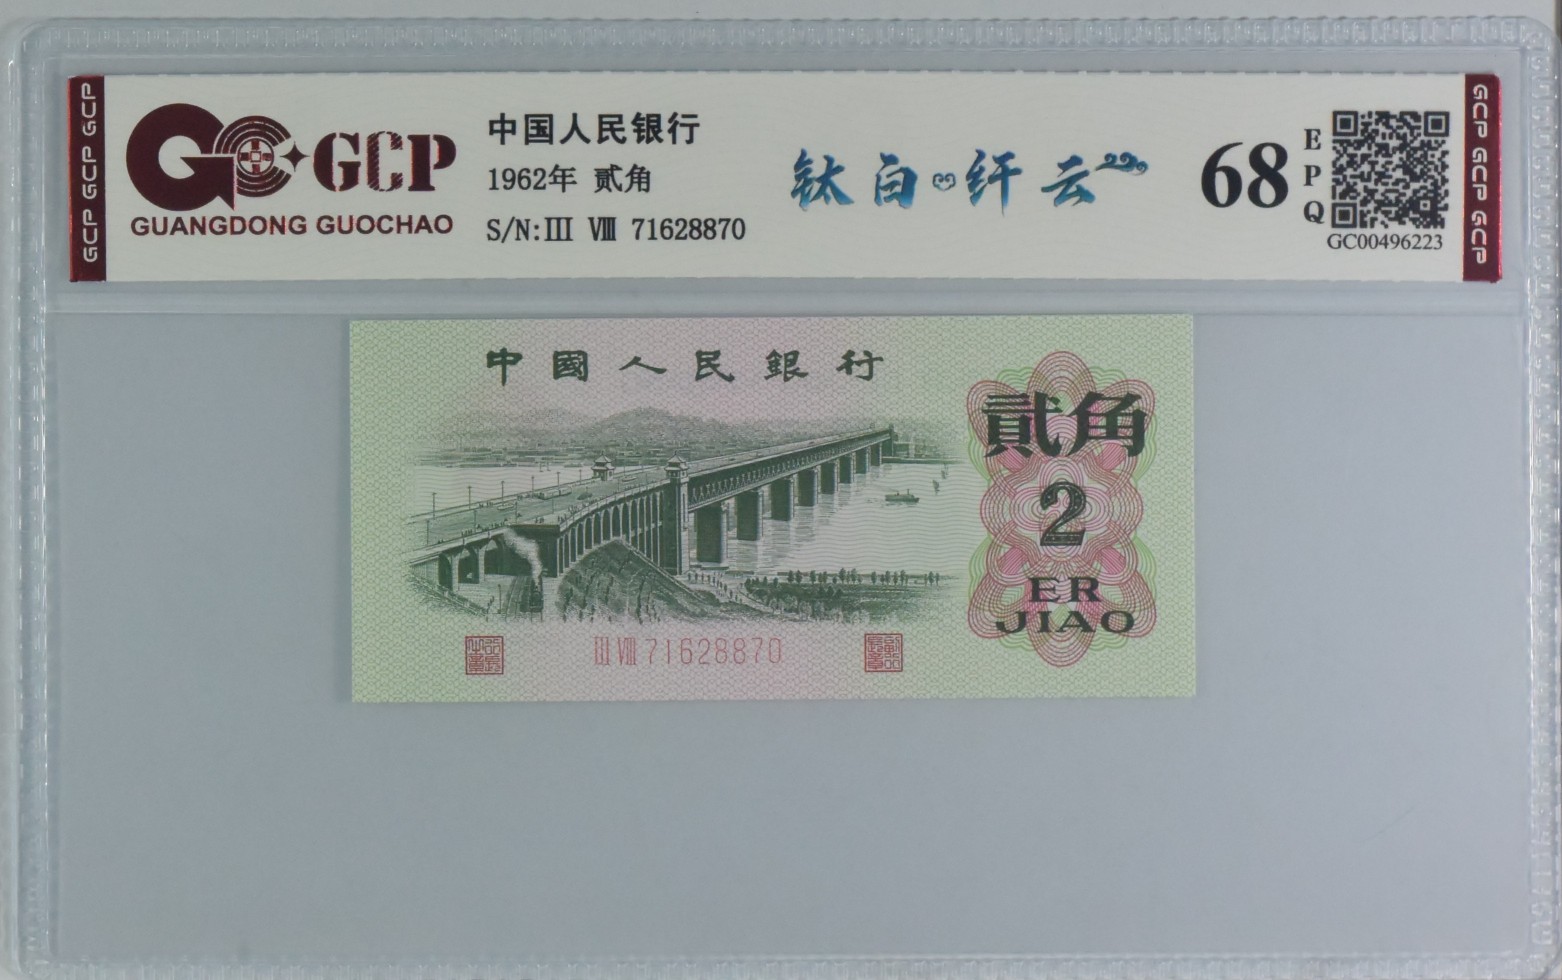 GCP GCP GCP
GCP
GUANGDONG GUOCHAO
中国人民银行
1962年 贰角
S/N:III VIII 71628870
钛白 纤云
68
EPQ
GC00496223
GCP GCP GCP
中國人民銀行
貳角
2
ER
JIAO
III VIII 71628870